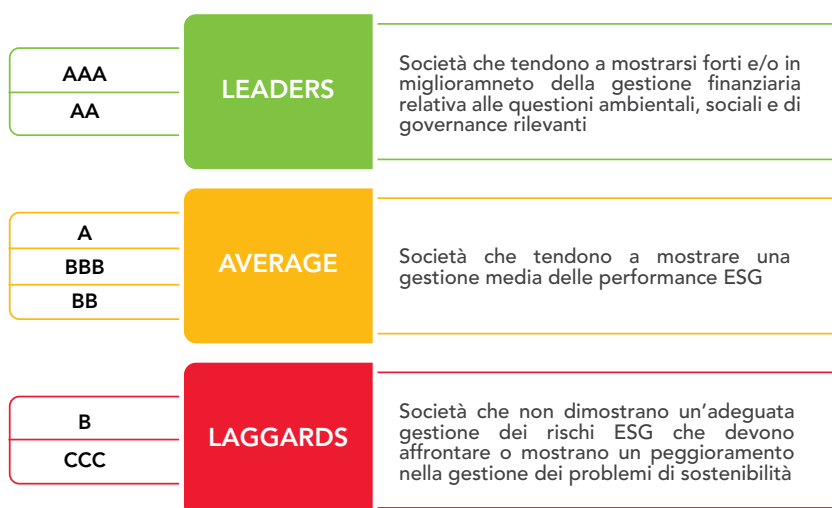 AAA
AA
LEADERS
Società che tendono a mostrarsi forti e/o in
miglioramneto della gestione finanziaria
relativa alle questioni ambientali, sociali e di
governance rilevanti
A
BBB
BB
AVERAGE
Società che tendono a mostrare una
gestione media delle performance ESG
B
CCC
LAGGARDS
Società che non dimostrano un'adeguata
gestione dei rischi ESG che devono
affrontare o mostrano un peggioramento
nella gestione dei problemi di sostenibilità